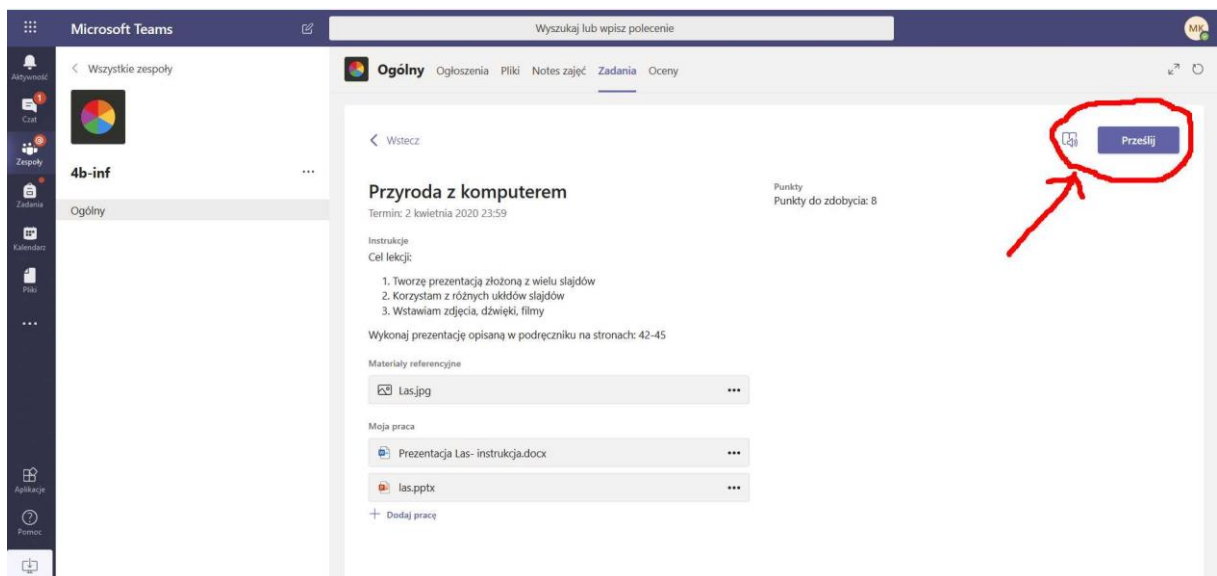 Microsoft Teams
Wyszukaj lub wpisz polecenie
MK
Aktywność
1
Czat
Zespoły
Zadania
Kalendarz
Pliki
Aplikacje
Pomoc
Wszystkie zespoły
4b-inf
Ogólny
Ogólny Ogłoszenia Pliki Notes zajęć Zadania Oceny
Wstecz
Prześlij
Przyroda z komputerem
Termin: 2 kwietnia 2020 23:59
Punkty
Punkty do zdobycia: 8
Instrukcje
Cel lekcji:
1. Tworzę prezentacją złożoną z wielu slajdów
2. Korzystam z różnych ukłdów slajdów
3. Wstawiam zdjęcia, dźwięki, filmy
Wykonaj prezentację opisaną w podręczniku na stronach: 42-45
Materiały referencyjne
Las.jpg
Moja praca
Prezentacja Las- instrukcja.docx
las.pptx
+ Dodaj pracę